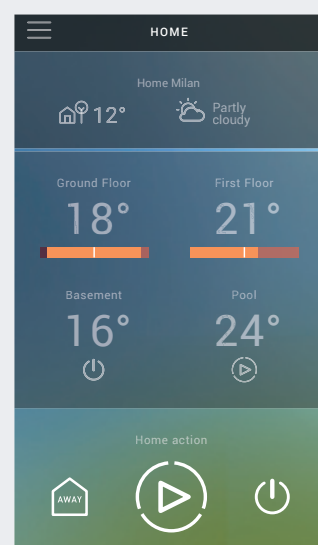 HOME
Home Milan
12°
Partly
cloudy
Ground Floor
First Floor
18°
21°
Basement
Pool
16°
24°
Home action
AWAY